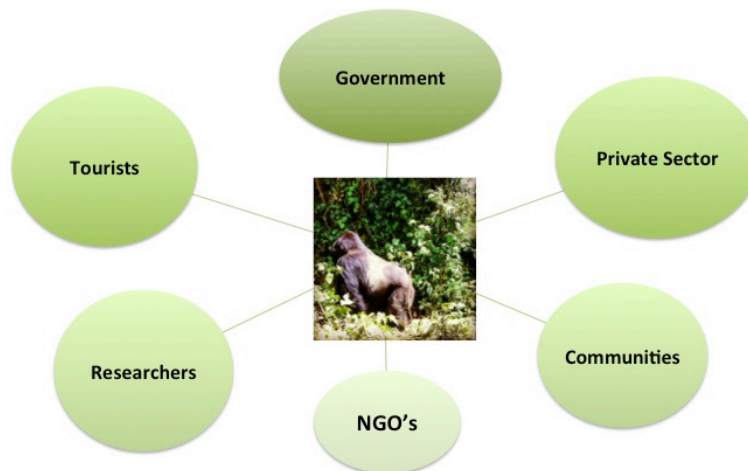 Government
Tourists
Private Sector
Researchers
Communities
NGO's